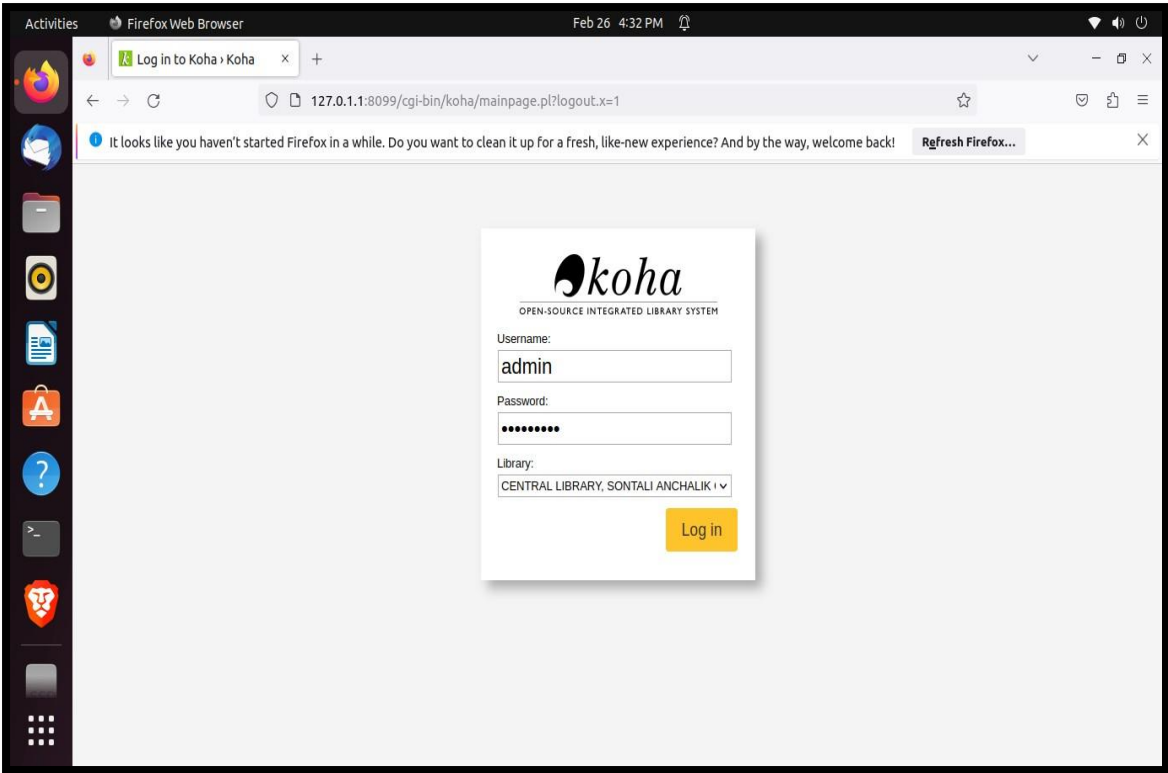 Activities Firefox Web Browser Feb 26 4:32 PM
Log in to Koha › Koha
127.0.1.1:8099/cgi-bin/koha/mainpage.pl?logout.x=1
It looks like you haven't started Firefox in a while. Do you want to clean it up for a fresh, like-new experience? And by the way, welcome back! Refresh Firefox...
koha
OPEN-SOURCE INTEGRATED LIBRARY SYSTEM
Username:
admin
Password:
•••••••••
Library:
CENTRAL LIBRARY, SONTALI ANCHALIK
Log in